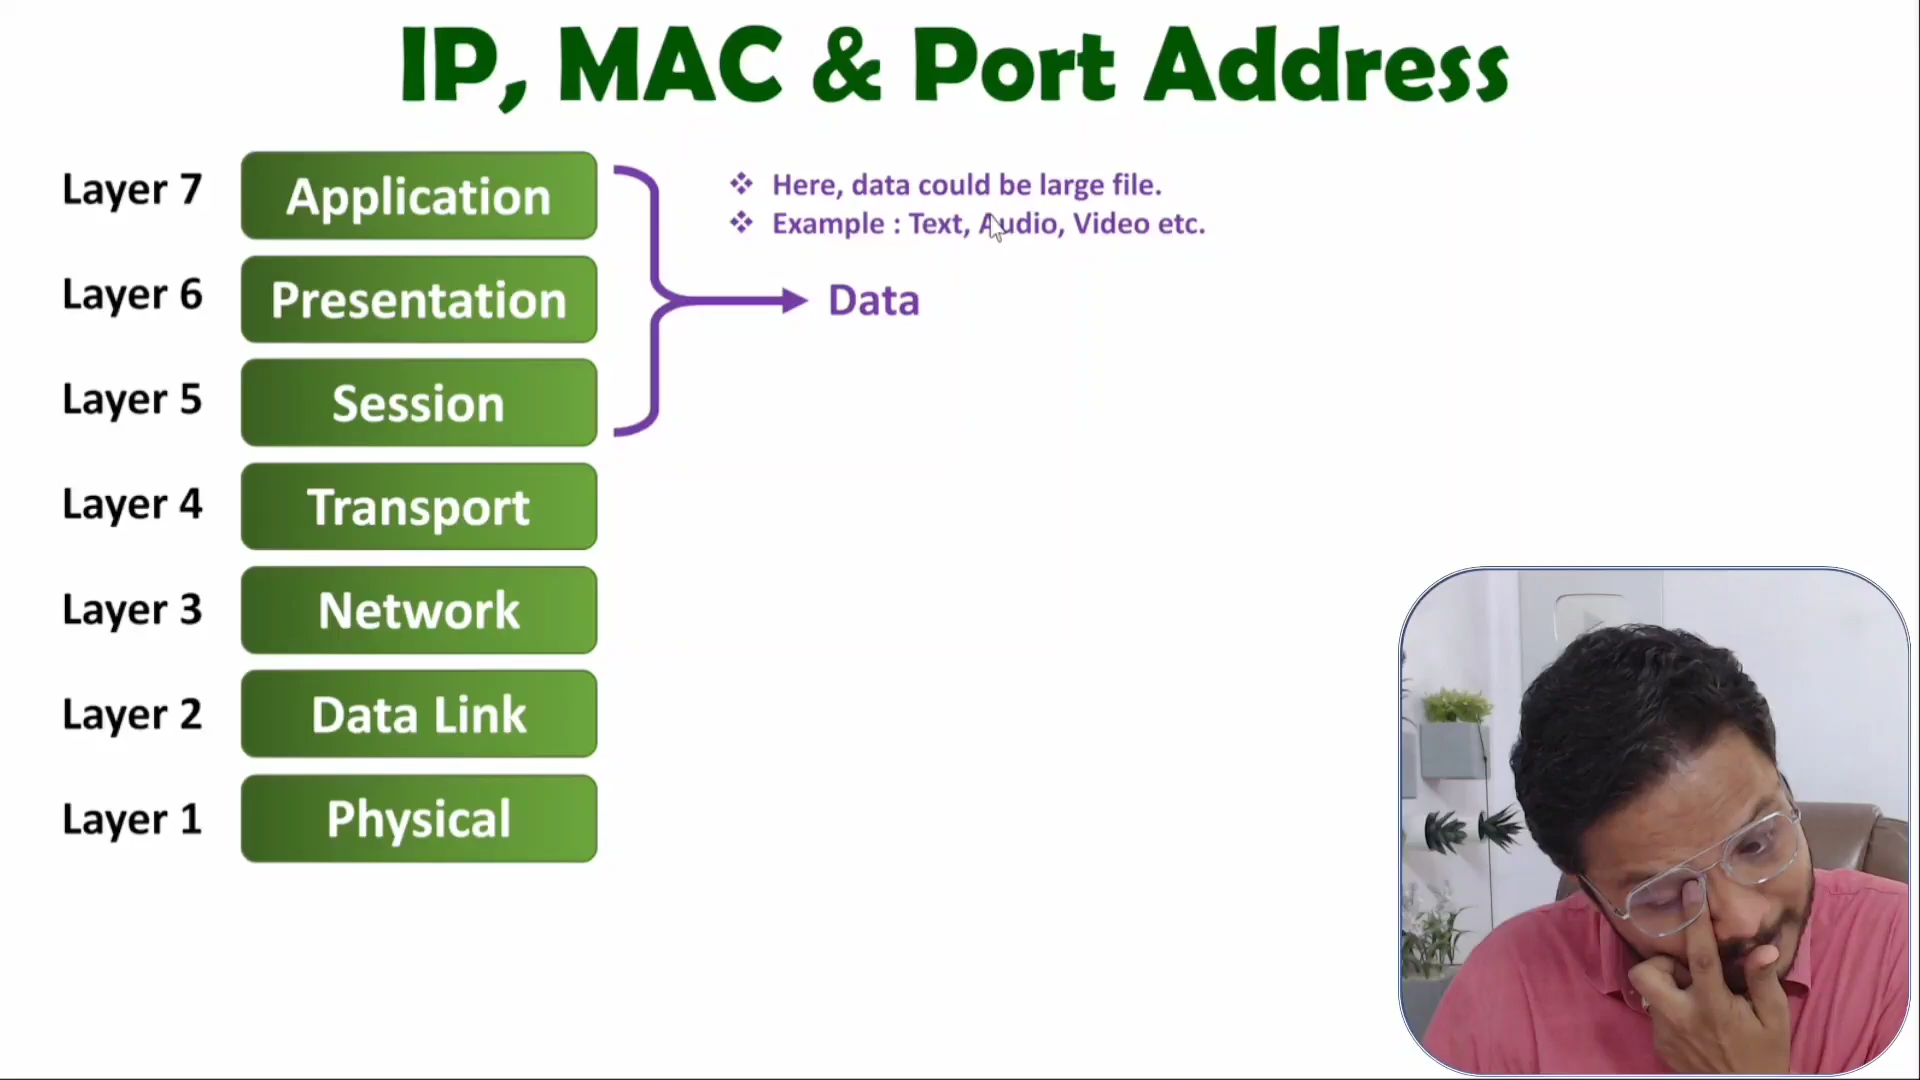 IP, MAC & Port Address
Layer 7 Application
❖ Here, data could be large file.
❖ Example : Text, Audio, Video etc.
Layer 6 Presentation
Data
Layer 5 Session
Layer 4 Transport
Layer 3 Network
Layer 2 Data Link
Layer 1 Physical